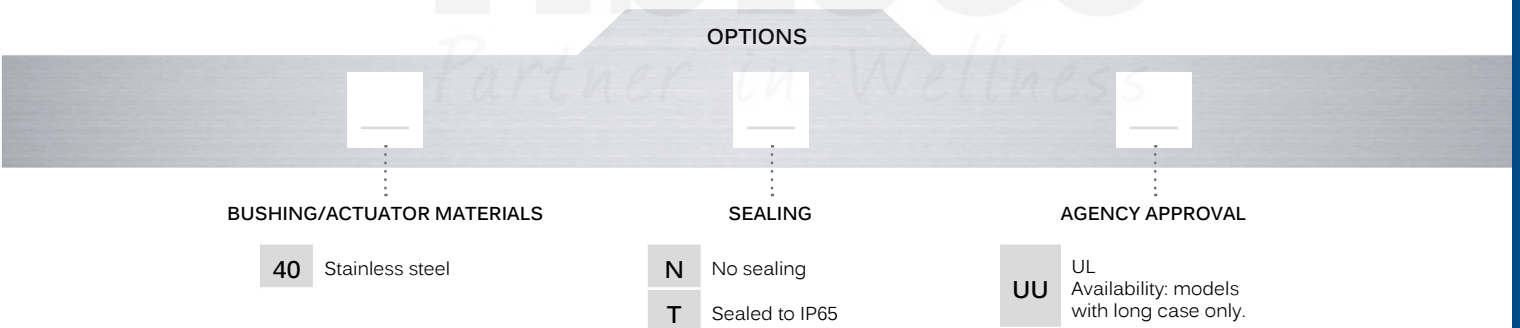 OPTIONS
Partner in Wellness
BUSHING/ACTUATOR MATERIALS
40 Stainless steel
SEALING
N No sealing
T Sealed to IP65
AGENCY APPROVAL
UU UL
Availability: models
with long case only.